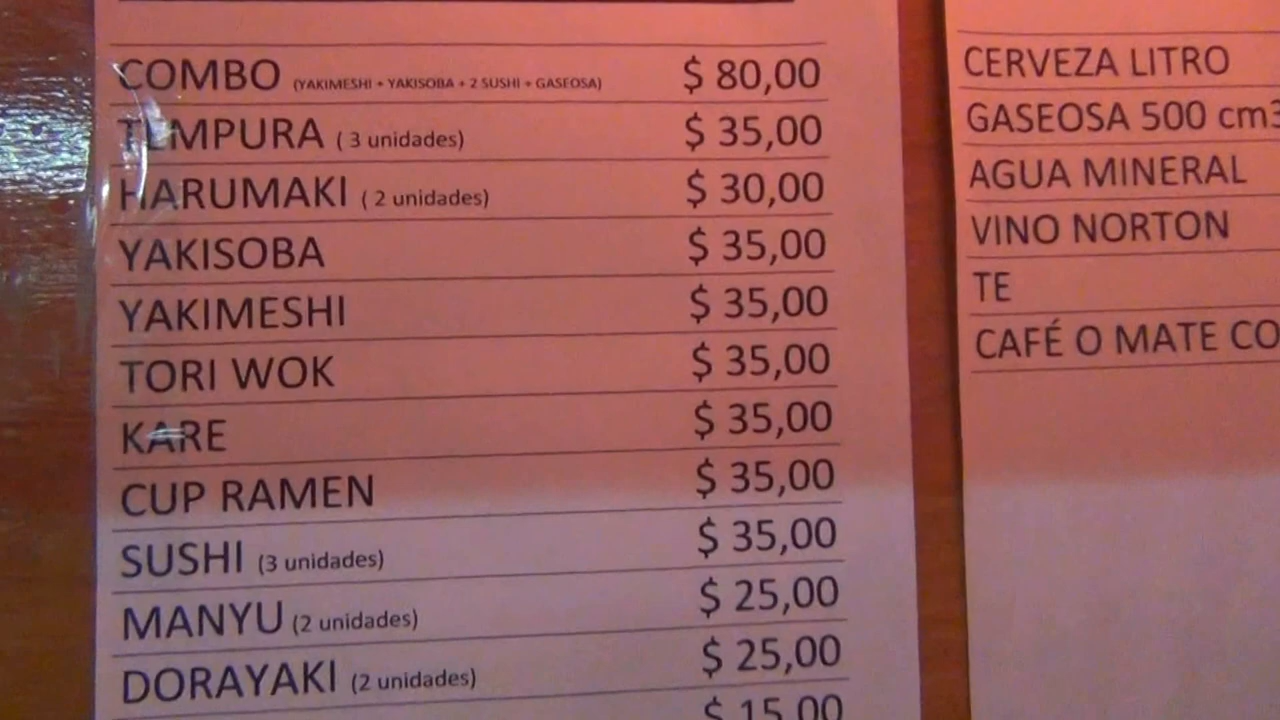 COMBO (YAKIMESHI + YAKISOBA + 2 SUSHI + GASEOSA) $ 80,00
TEMPURA ( 3 unidades) $ 35,00
HARUMAKI ( 2 unidades) $ 30,00
YAKISOBA $ 35,00
YAKIMESHI $ 35,00
TORI WOK $ 35,00
KARE $ 35,00
CUP RAMEN $ 35,00
SUSHI (3 unidades) $ 35,00
MANYU (2 unidades) $ 25,00
DORAYAKI (2 unidades) $ 25,00
$ 15,00
CERVEZA LITRO
GASEOSA 500 cm3
AGUA MINERAL
VINO NORTON
TE
CAFÉ O MATE CO